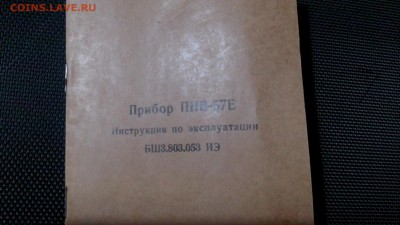 COINS.LAVE.RU
Прибор ПНВ-57Е
Инструкция по эксплуатации
БШ3.803.053 ИЭ